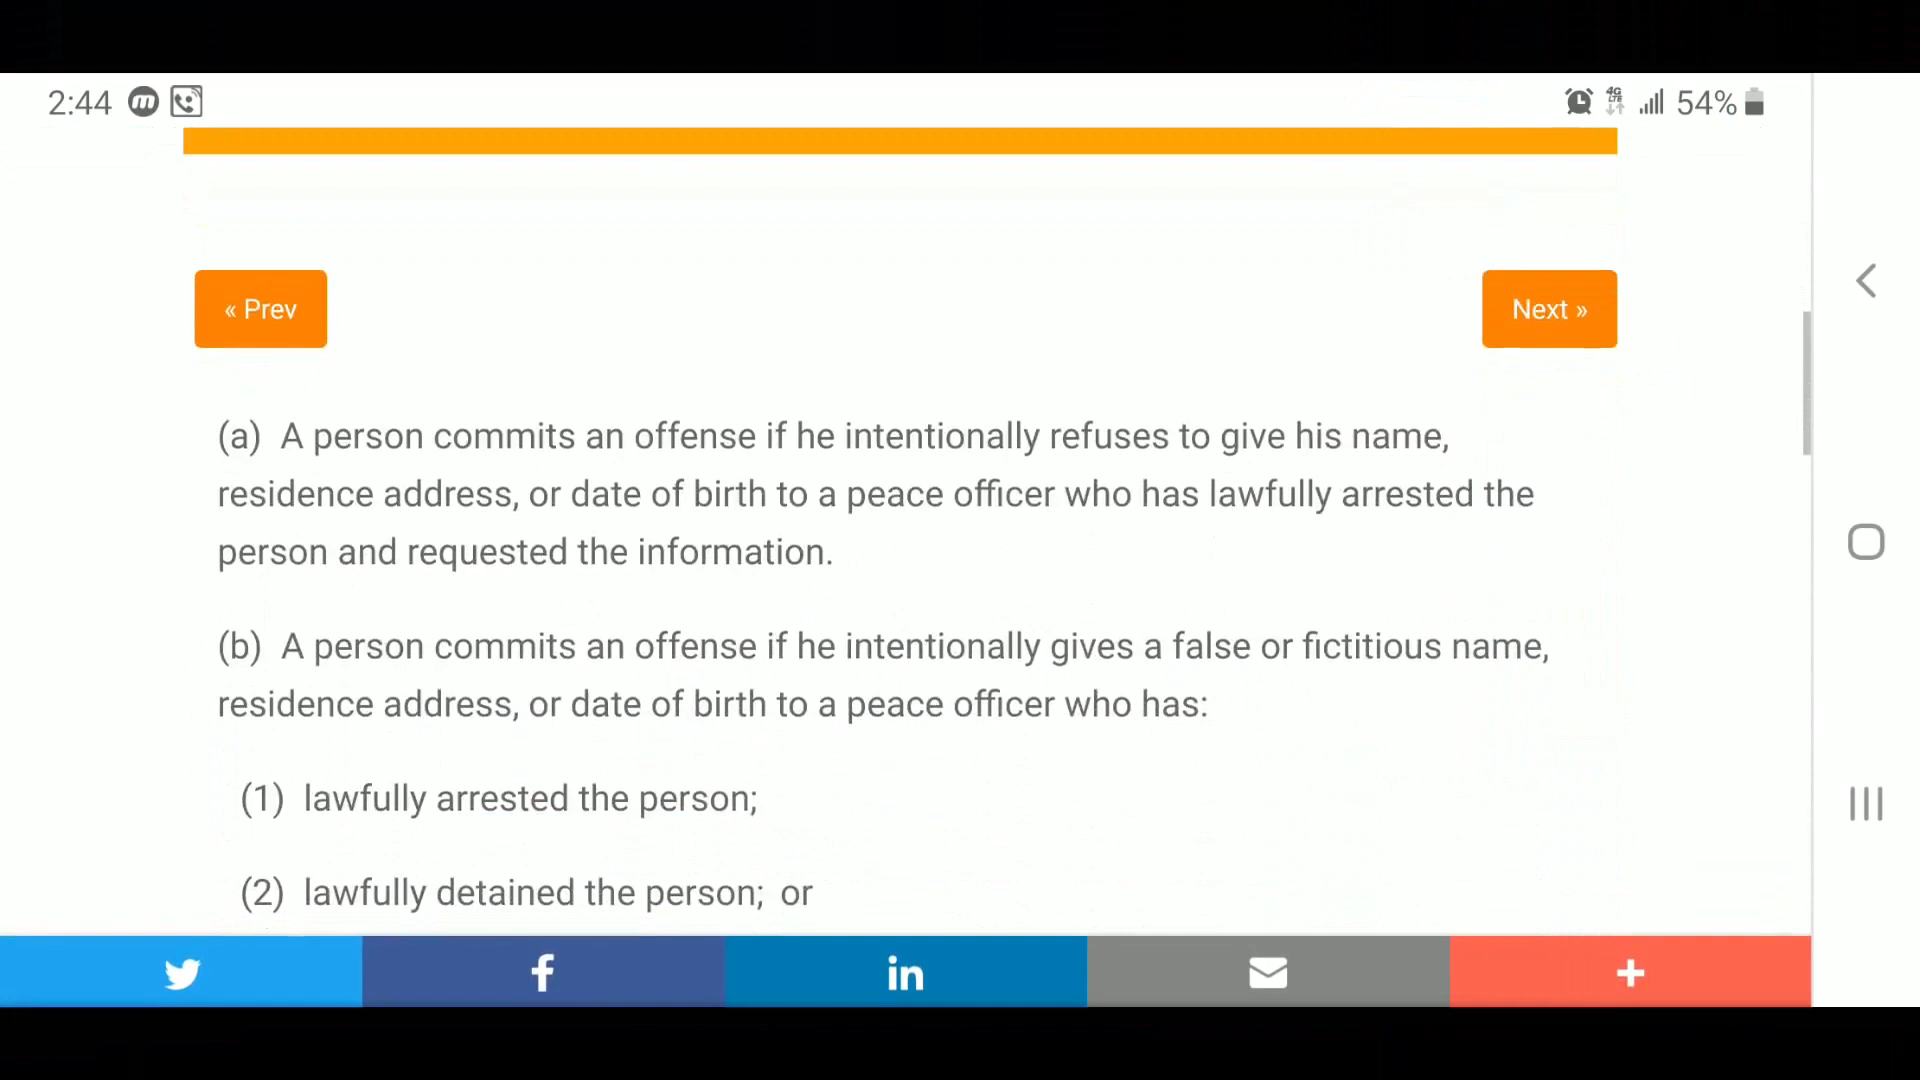 2:44 4G LTE 54%
« Prev Next »
(a) A person commits an offense if he intentionally refuses to give his name,
residence address, or date of birth to a peace officer who has lawfully arrested the
person and requested the information.
(b) A person commits an offense if he intentionally gives a false or fictitious name,
residence address, or date of birth to a peace officer who has:
(1) lawfully arrested the person;
(2) lawfully detained the person; or